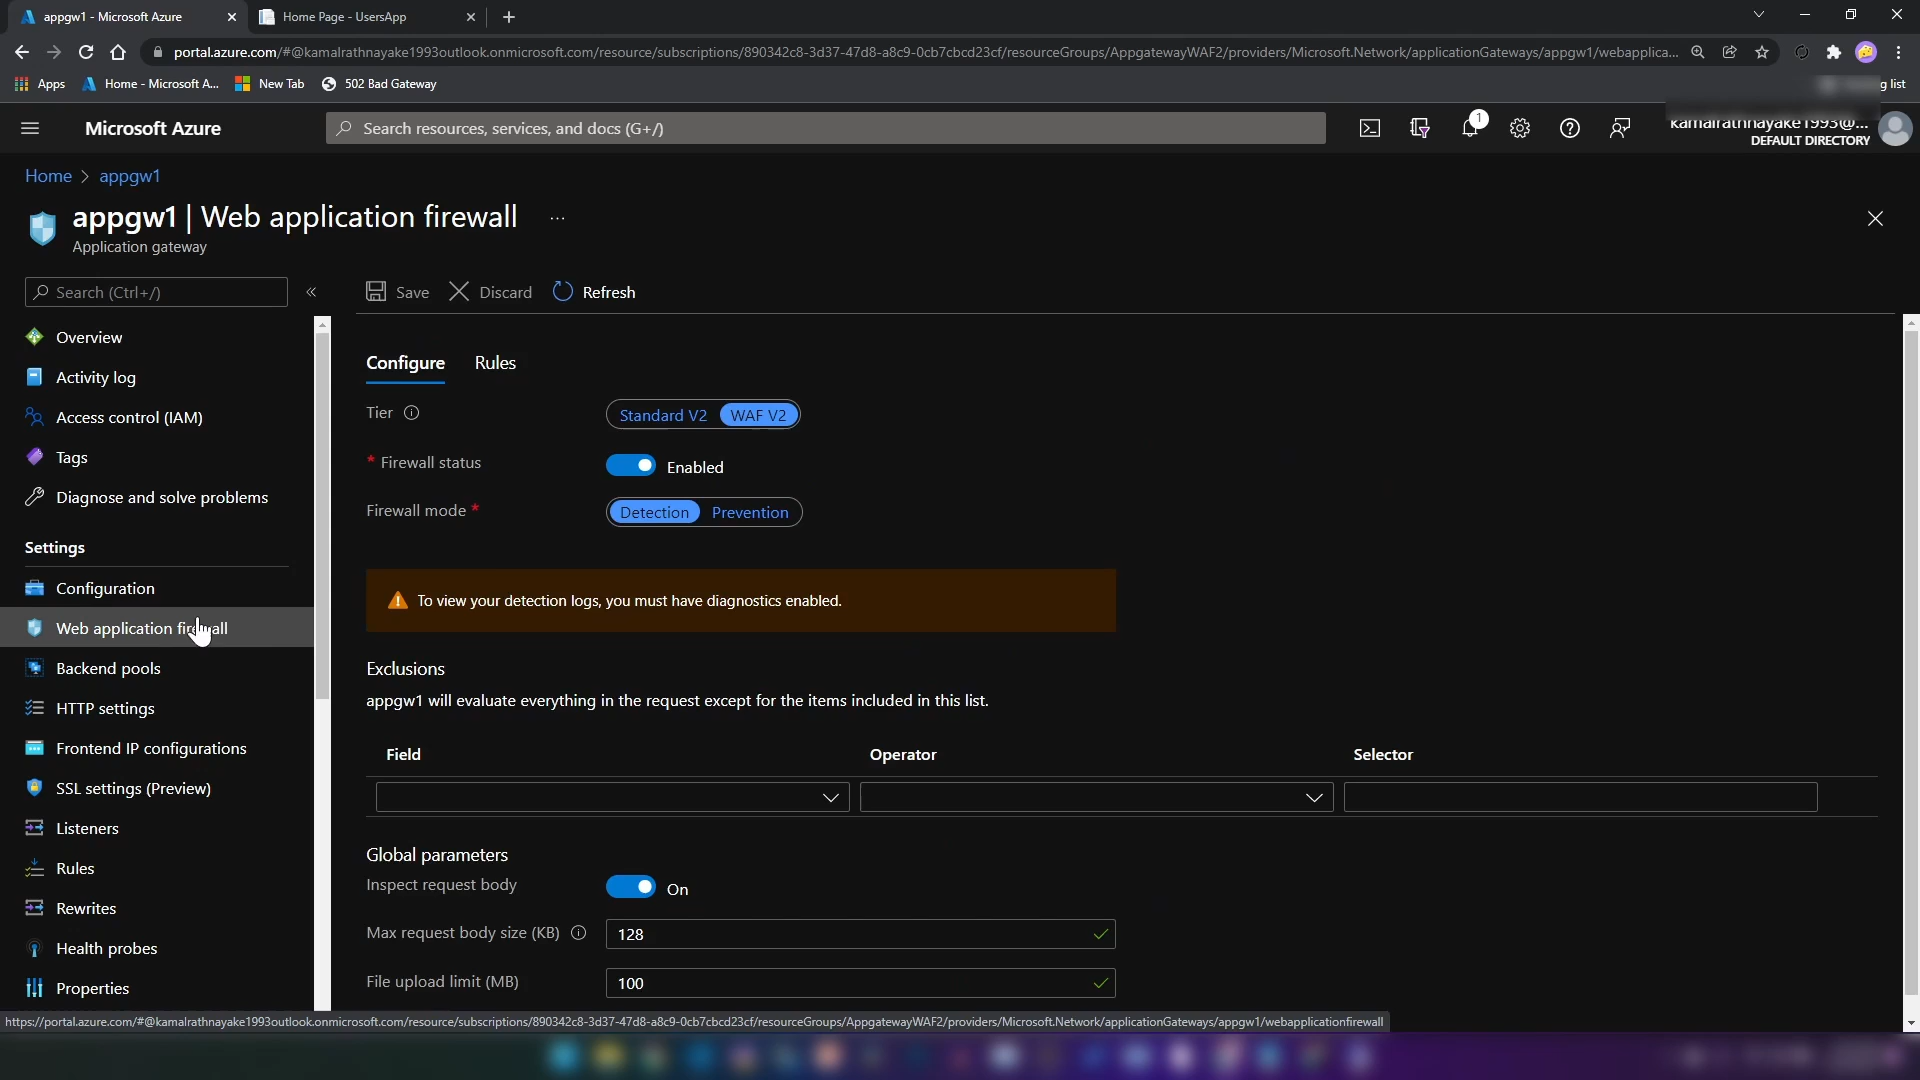 appgw1 - Microsoft Azure
Home Page - UsersApp
portal.azure.com/#@kamalrathnayake1993outlook.onmicrosoft.com/resource/subscriptions/890342c8-3d37-47d8-a8c9-0cb7cbcd23cf/resourceGroups/AppgatewayWAF2/providers/Microsoft.Network/applicationGateways/appgw1/webapplica...
Apps
Home - Microsoft A...
New Tab
502 Bad Gateway
g list
Microsoft Azure
Search resources, services, and docs (G+/)
1
kamalrathnayake1993@...
DEFAULT DIRECTORY
Home > appgw1
appgw1 | Web application firewall ...
Application gateway
Search (Ctrl+/)
«
Save
Discard
Refresh
Overview
Activity log
Access control (IAM)
Tags
Diagnose and solve problems
Settings
Configuration
Web application firewall
Backend pools
HTTP settings
Frontend IP configurations
SSL settings (Preview)
Listeners
Rules
Rewrites
Health probes
Properties
Configure
Rules
Tier
Standard V2
WAF V2
* Firewall status
Enabled
Firewall mode *
Detection
Prevention
To view your detection logs, you must have diagnostics enabled.
Exclusions
appgw1 will evaluate everything in the request except for the items included in this list.
Field
Operator
Selector
Global parameters
Inspect request body
On
Max request body size (KB)
128
File upload limit (MB)
100
https://portal.azure.com/#@kamalrathnayake1993outlook.onmicrosoft.com/resource/subscriptions/890342c8-3d37-47d8-a8c9-0cb7cbcd23cf/resourceGroups/AppgatewayWAF2/providers/Microsoft.Network/applicationGateways/appgw1/webapplicationfirewall